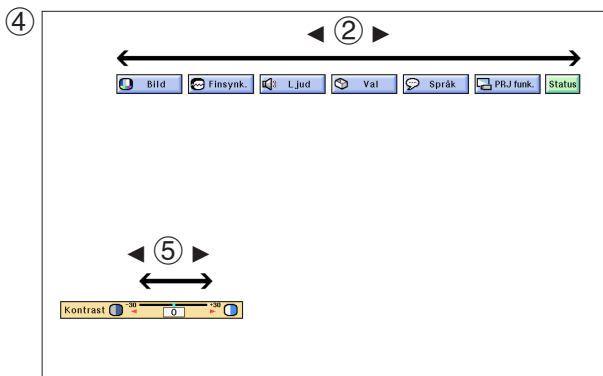 ④
◀ ② ▶
Bild Finsynk. Ljud Val Språk PRJ funk. Status
◀ ⑤ ▶
Kontrast -30 0 +30